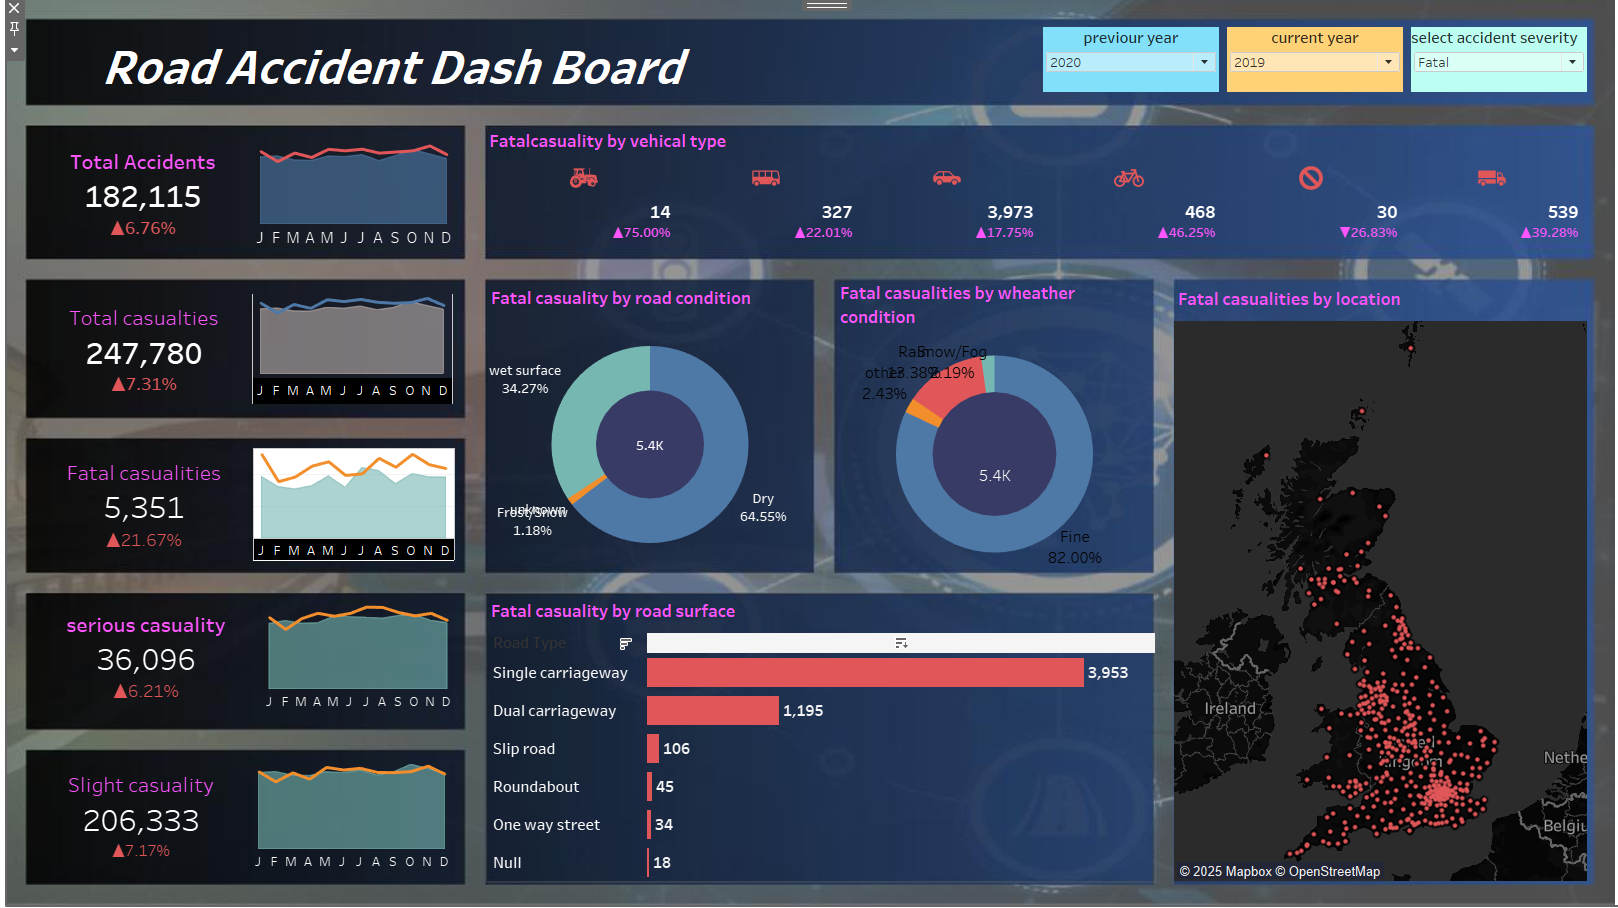 Road Accident Dash Board
previour year
2020
current year
2019
select accident severity
Fatal
Total Accidents
182,115
▲6.76%
J F M A M J J A S O N D
Fatalcasuality by vehical type
14
▲75.00%
327
▲22.01%
3,973
▲17.75%
468
▲46.25%
30
▼26.83%
539
▲39.28%
Total casualties
247,780
▲7.31%
J F M A M J J A S O N D
Fatal casualities
5,351
▲21.67%
J F M A M J J A S O N D
serious casuality
36,096
▲6.21%
J F M A M J J A S O N D
Slight casuality
206,333
▲7.17%
J F M A M J J A S O N D
Fatal casuality by road condition
wet surface
34.27%
5.4K
unknown
Frost/Snow
1.18%
Dry
64.55%
Fatal casualities by wheather
condition
Rain
13.38%
Snow/Fog
2.19%
other
2.43%
5.4K
Fine
82.00%
Fatal casuality by road surface
Road Type
Single carriageway
3,953
Dual carriageway
1,195
Slip road
106
Roundabout
45
One way street
34
Null
18
Fatal casualities by location
Ireland
United
Kingdom
Nethe
Belgiu
© 2025 Mapbox © OpenStreetMap